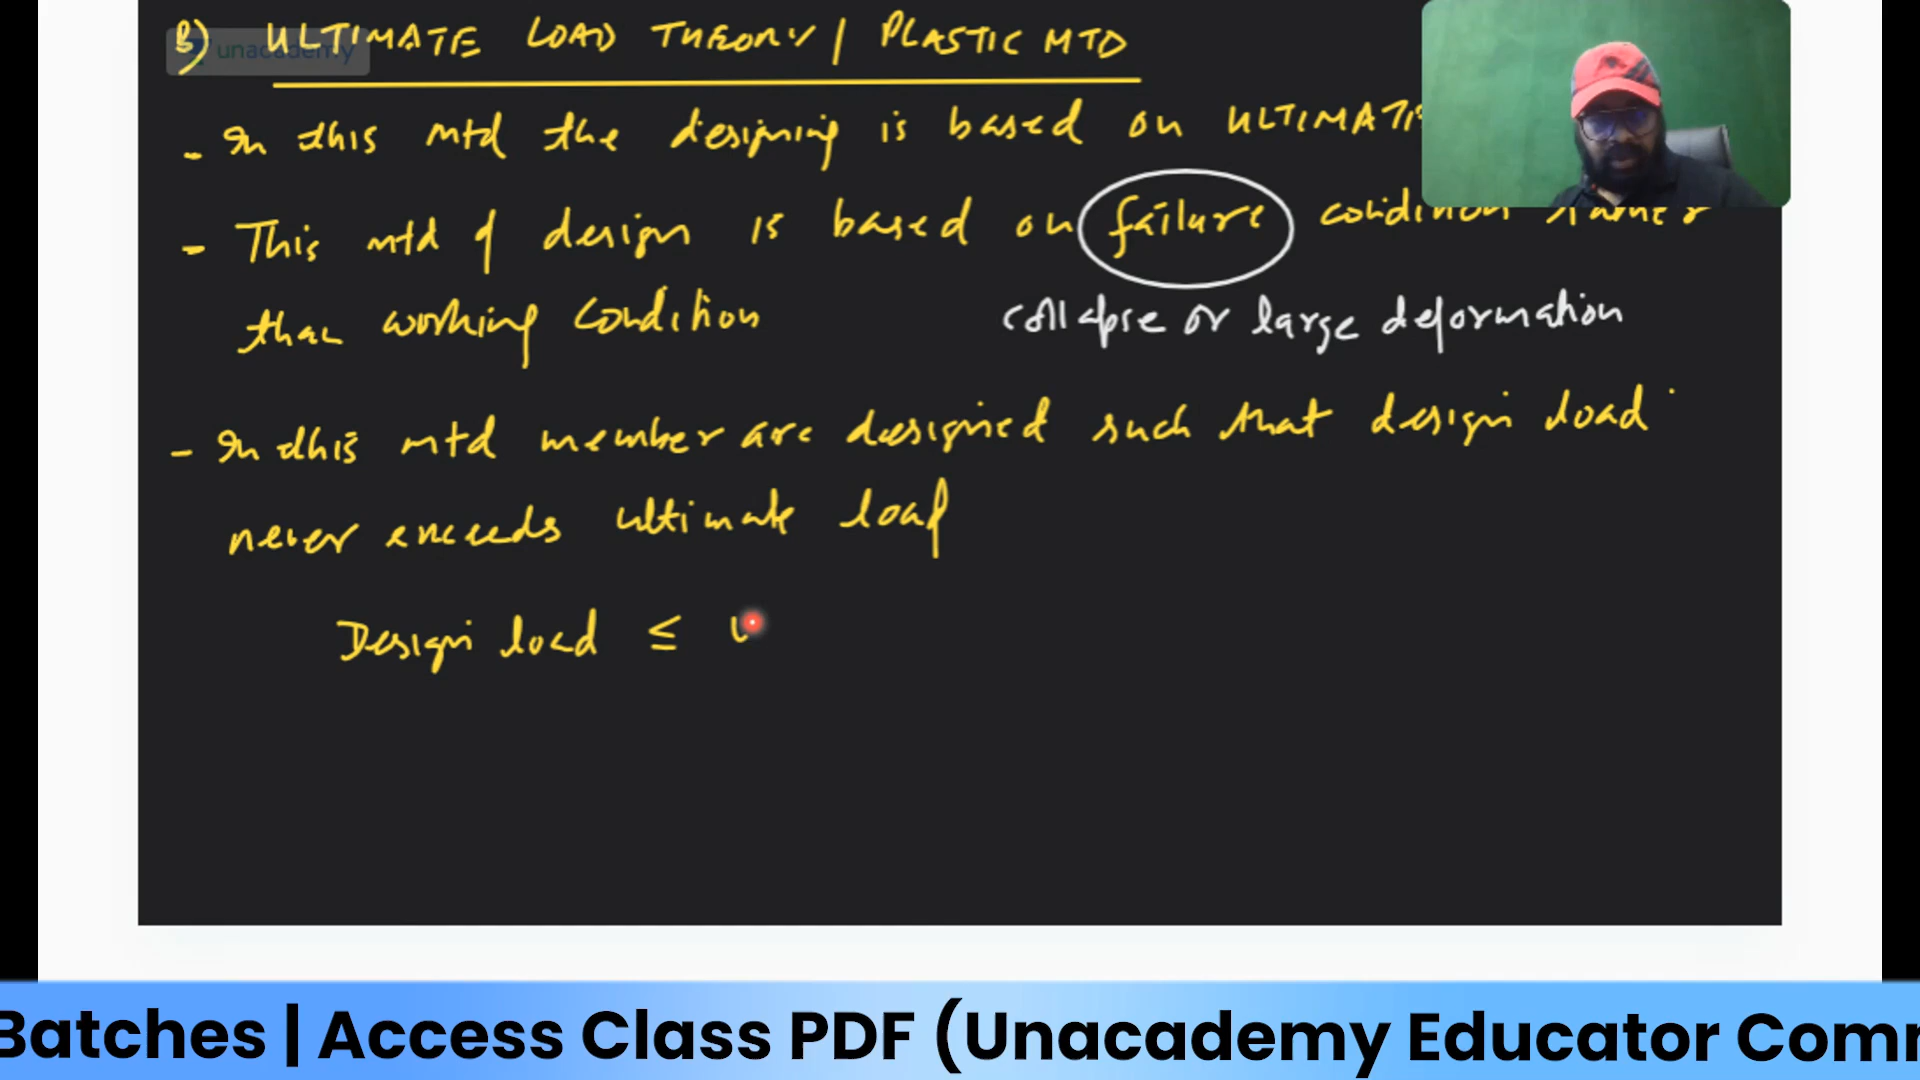 B) ULTIMATE LOAD THEORY / PLASTIC MTD
unacademy
- In this mtd the designing is based on ULTIMATE
- This mtd of design is based on failure condition rather
than working condition
collapse or large deformation
- In this mtd member are designed such that design load
never exceeds ultimate load
Design load ≤ U
Batches | Access Class PDF (Unacademy Educator Comm